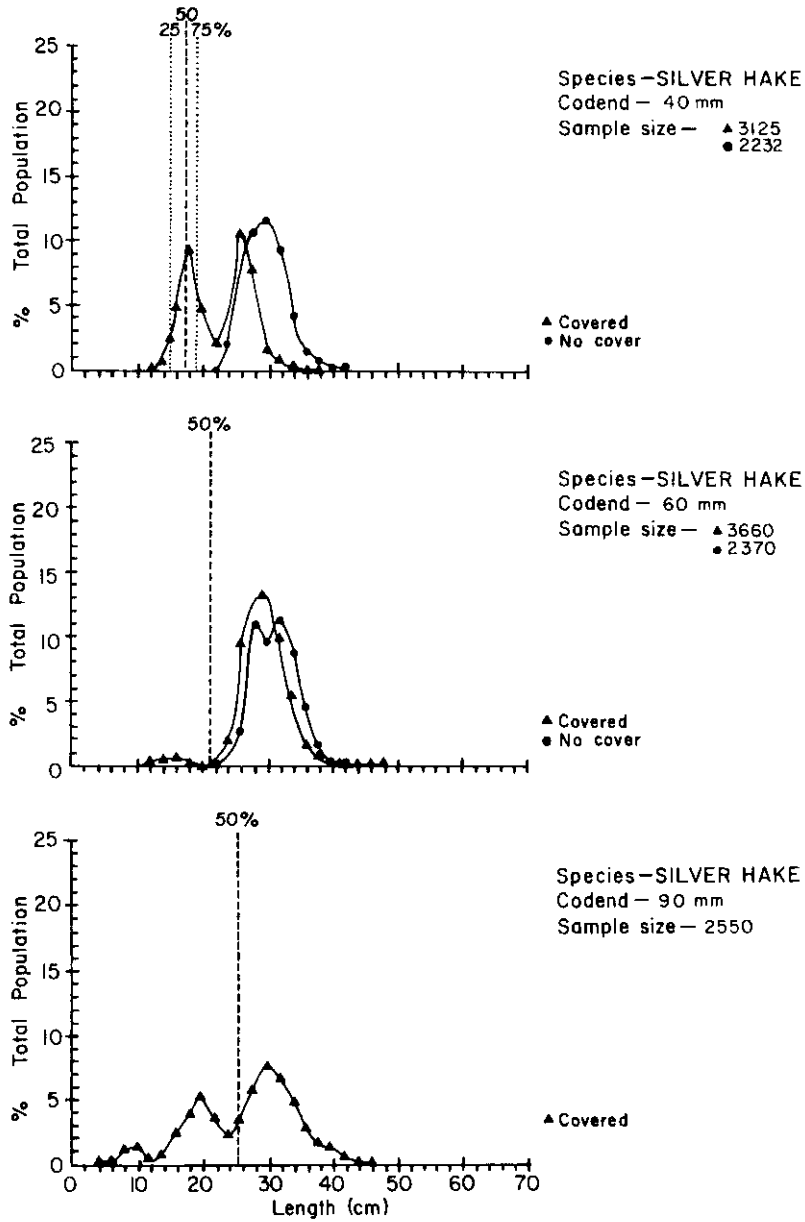 50
25 75%
25
20
15
10
5
0
% Total Population
Species—SILVER HAKE
Codend — 40 mm
Sample size — ▲ 3125
● 2232
▲ Covered
● No cover
50%
25
20
15
10
5
0
% Total Population
Species—SILVER HAKE
Codend — 60 mm
Sample size — ▲ 3660
● 2370
▲ Covered
● No cover
50%
25
20
15
10
5
0
% Total Population
Species—SILVER HAKE
Codend — 90 mm
Sample size — 2550
▲ Covered
0 10 20 30 40 50 60 70
Length (cm)